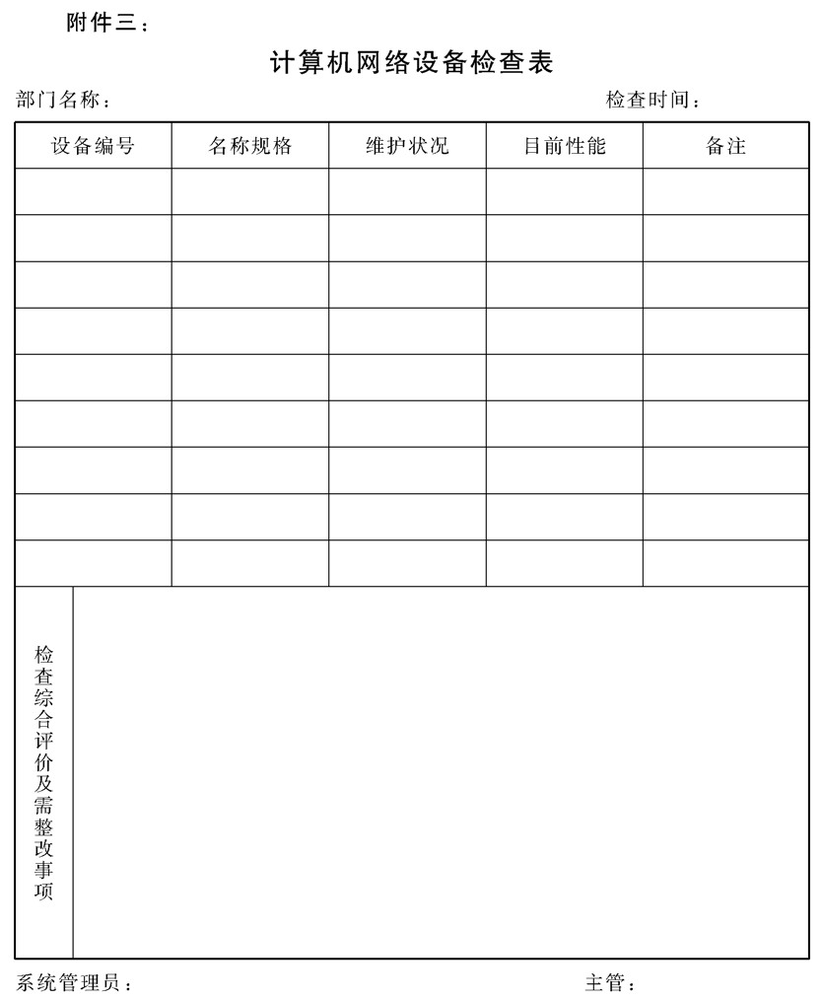 附件三：
计算机网络设备检查表
部门名称： 检查时间：
设备编号 名称规格 维护状况 目前性能 备注
检查综合评价及需整改事项
系统管理员： 主管：